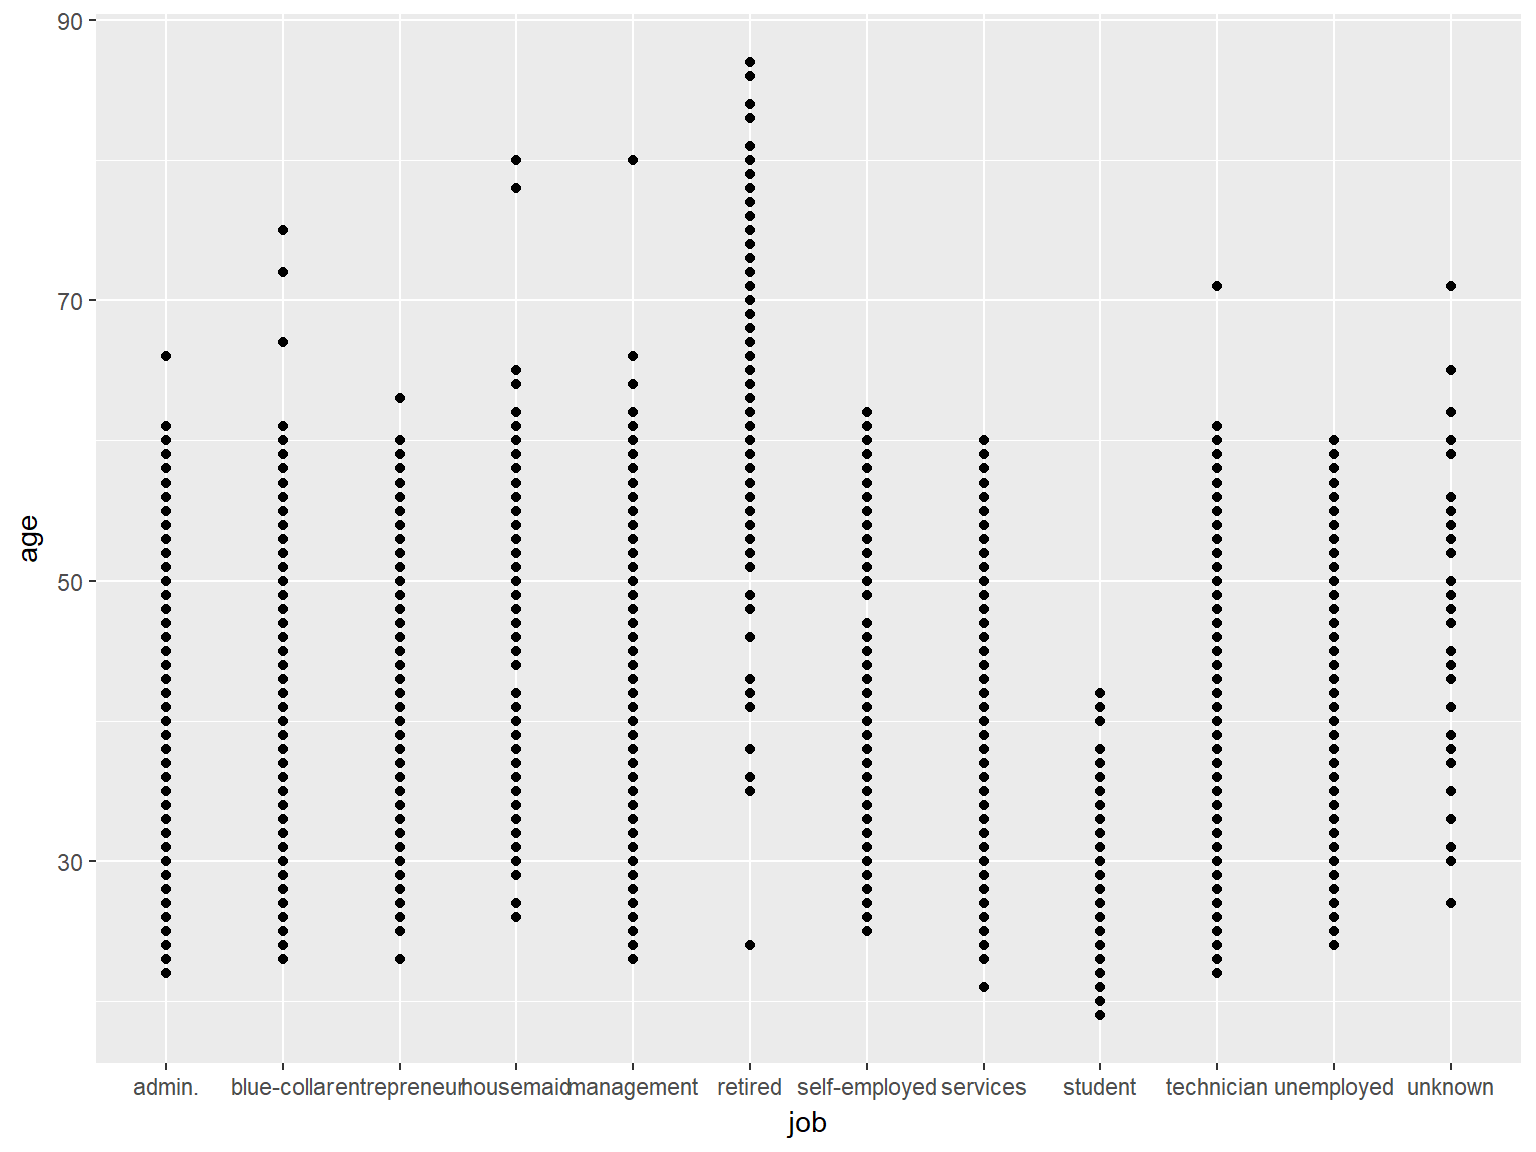 90
70
50
30
age
admin. blue-collar entrepreneur housemaid management retired self-employed services student technician unemployed unknown
job